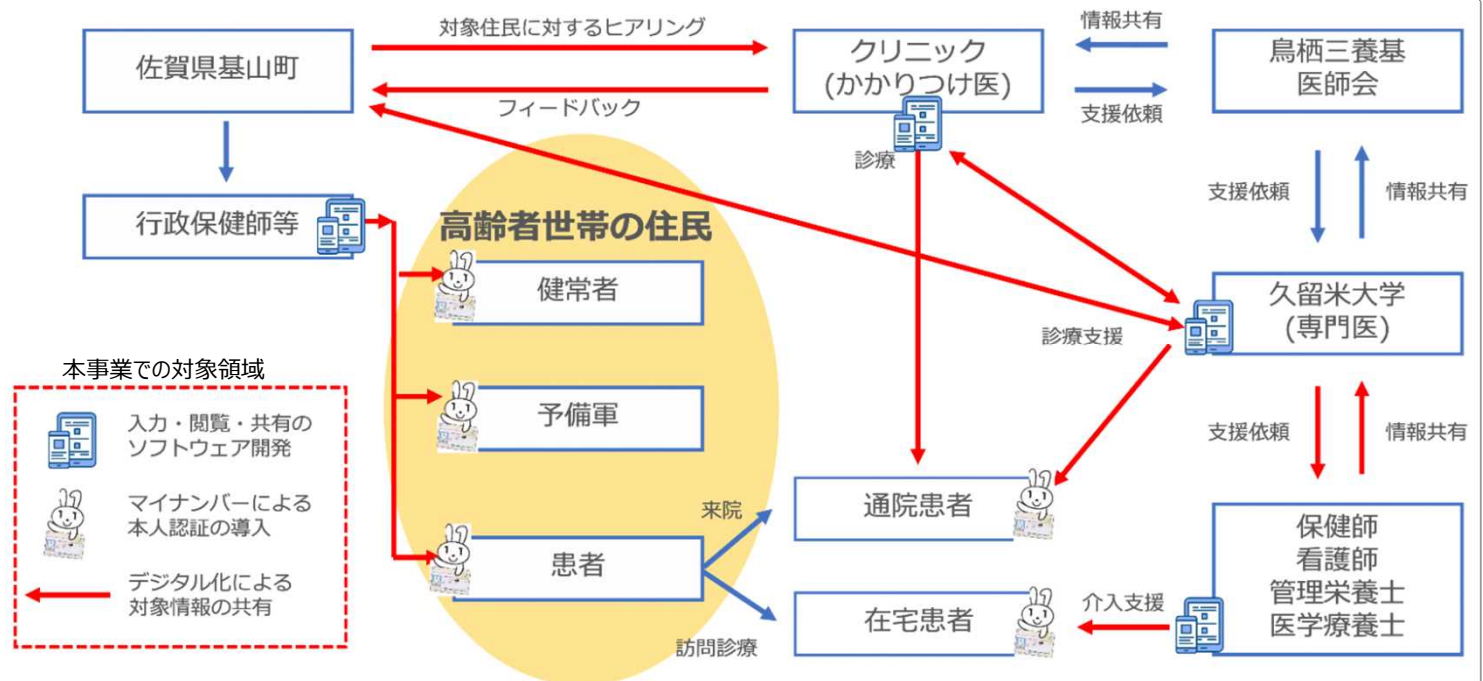 対象住民に対するヒアリング
情報共有
佐賀県基山町
クリニック
(かかりつけ医)
鳥栖三養基
医師会
フィードバック
支援依頼
診療
支援依頼
情報共有
行政保健師等
高齢者世帯の住民
健常者
久留米大学
(専門医)
診療支援
本事業での対象領域
入力・閲覧・共有の
ソフトウェア開発
予備軍
支援依頼
情報共有
マイナンバーによる
本人認証の導入
来院
通院患者
患者
保健師
看護師
管理栄養士
医学療養士
デジタル化による
対象情報の共有
介入支援
在宅患者
訪問診療